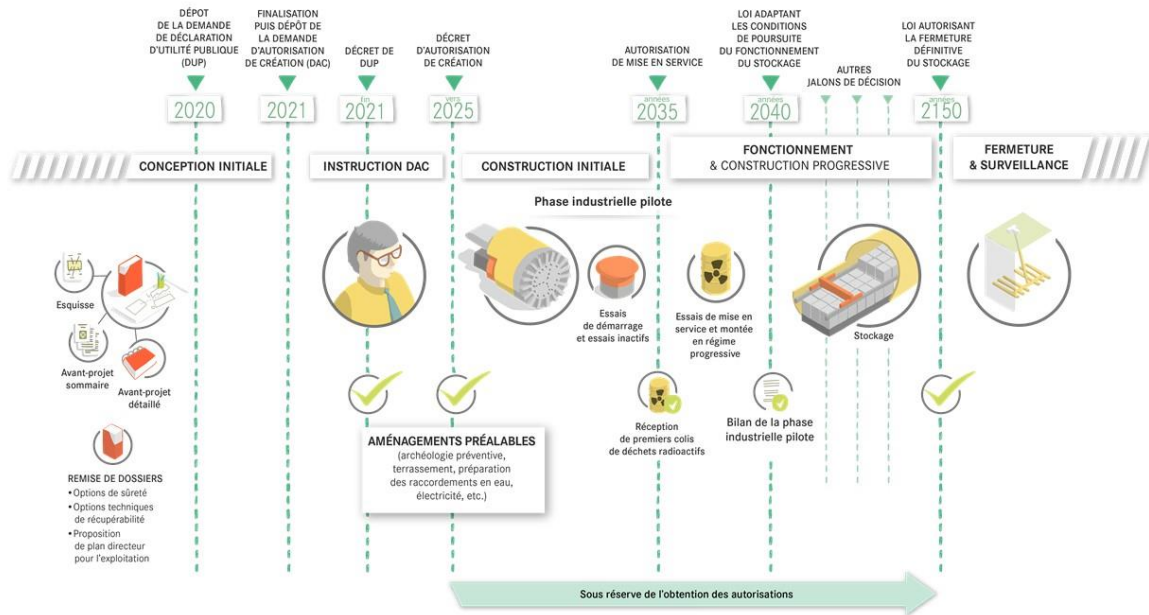 DÉPOT
DE LA DEMANDE
DE DÉCLARATION
D'UTILITÉ PUBLIQUE
(DUP)
2020
FINALISATION
PUIS DÉPÔT DE
LA DEMANDE
D'AUTORISATION
DE CRÉATION (DAC)
2021
DÉCRET DE
DUP
fin
2021
DÉCRET
D'AUTORISATION
DE CRÉATION
vers
2025
AUTORISATION
DE MISE EN SERVICE
années
2035
LOI ADAPTANT
LES CONDITIONS
DE POURSUITE
DU FONCTIONNEMENT
DU STOCKAGE
années
2040
AUTRES
JALONS DE DÉCISION
LOI AUTORISANT
LA FERMETURE
DÉFINITIVE
DU STOCKAGE
années
2150
CONCEPTION INITIALE
INSTRUCTION DAC
CONSTRUCTION INITIALE
FONCTIONNEMENT
& CONSTRUCTION PROGRESSIVE
FERMETURE
& SURVEILLANCE
Phase industrielle pilote
Esquisse
Avant-projet
sommaire
Avant-projet
détaillé
Essais
de démarrage
et essais inactifs
Essais de mise en
service et montée
en régime
progressive
Stockage
REMISE DE DOSSIERS
• Options de sûreté
• Options techniques
de récupérabilité
• Proposition
de plan directeur
pour l'exploitation
AMÉNAGEMENTS PRÉALABLES
(archéologie préventive,
terrassement, préparation
des raccordements en eau,
électricité, etc.)
Réception
de premiers colis
de déchets radioactifs
Bilan de la phase
industrielle pilote
Sous réserve de l'obtention des autorisations